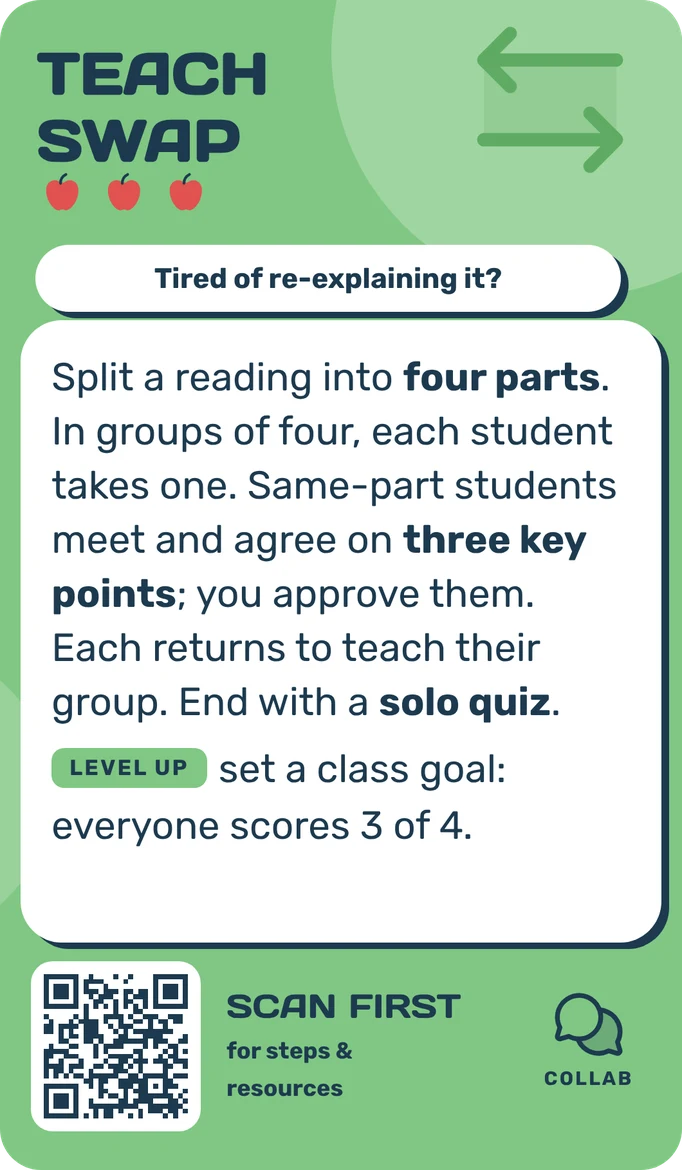 TEACH
SWAP
Tired of re-explaining it?
Split a reading into four parts.
In groups of four, each student
takes one. Same-part students
meet and agree on three key
points; you approve them.
Each returns to teach their
group. End with a solo quiz.
LEVEL UP set a class goal:
everyone scores 3 of 4.
SCAN FIRST
for steps &
resources
COLLAB